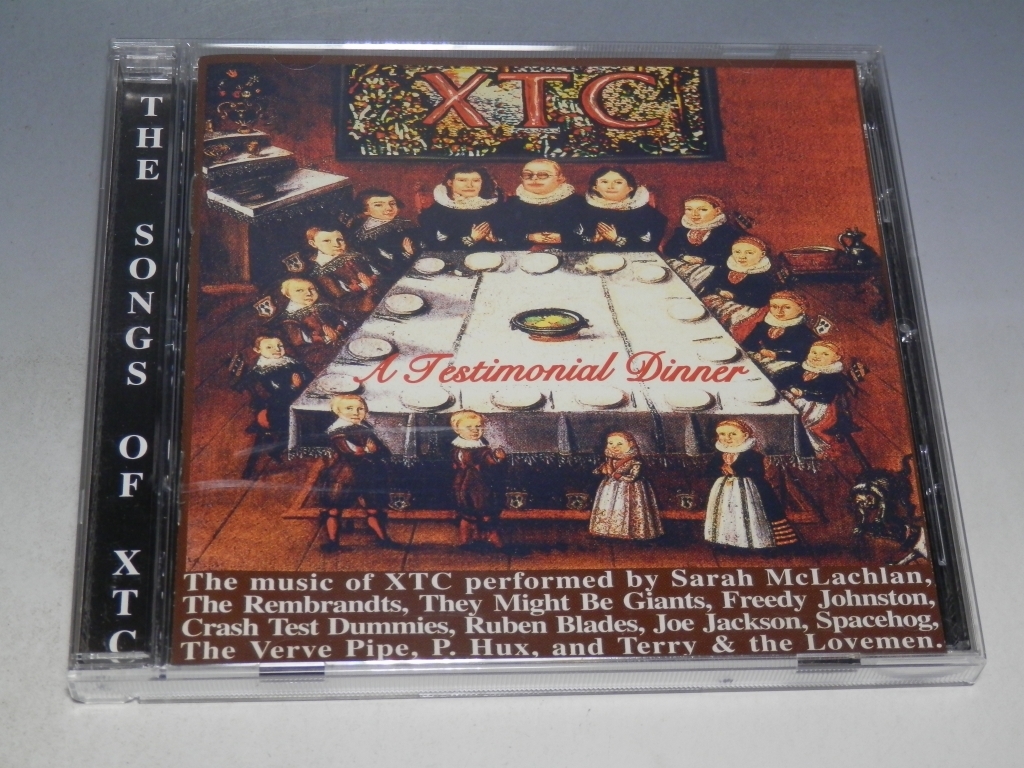 THE SONGS OF XTC
XTC
A Testimonial Dinner
The music of XTC performed by Sarah McLachlan,
The Rembrandts, They Might Be Giants, Freedy Johnston,
Crash Test Dummies, Ruben Blades, Joe Jackson, Spacehog,
The Verve Pipe, P. Hux, and Terry & the Lovemen.